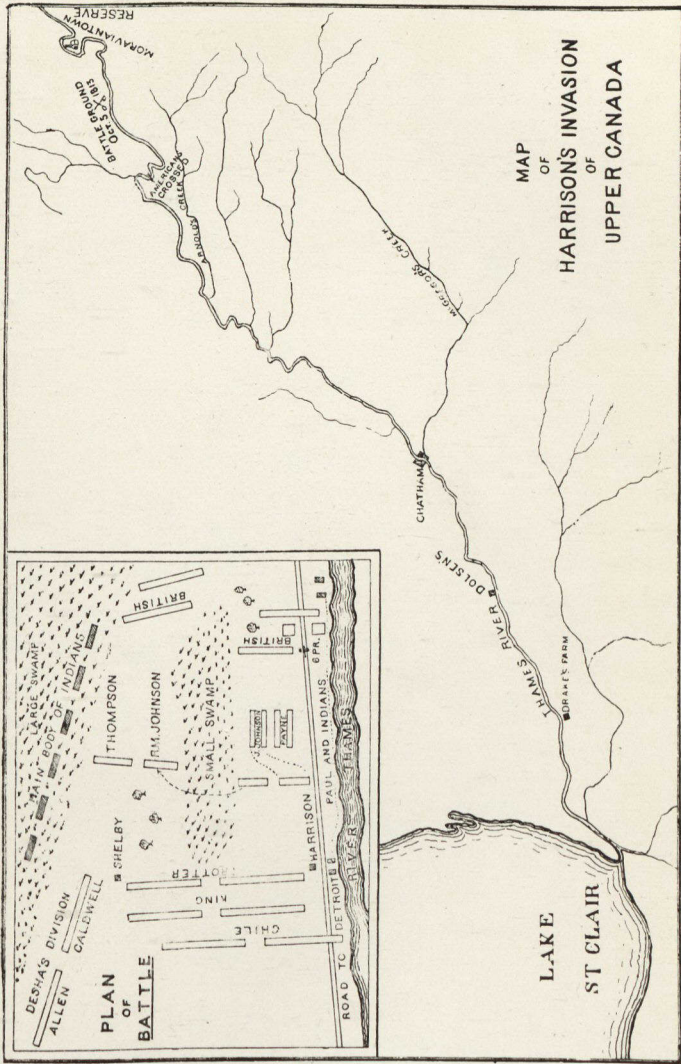 MAP
OF
HARRISON'S INVASION
OF
UPPER CANADA
MORAVIANTOWN
RESERVE
BATTLE GROUND
OCT. 5 1813
AMERICANS
CROSSED
ARNOLD'S CREEK
McGREGOR'S CREEK
CHATHAM
DOLSENS
THAMES RIVER
DRAKE'S FARM
LAKE
ST CLAIR
PLAN
OF
BATTLE
LARGE SWAMP
MAIN BODY OF INDIANS
DESHA'S DIVISION
ALLEN
CALDWELL
THOMPSON
R.M. JOHNSON
BRITISH
SHELBY
SMALL SWAMP
BRITISH
6 PR.
J. JOHNSON
PAYNE
TROTTER
KING
CHILE
HARRISON
PAUL AND INDIANS
ROAD TO DETROIT
THAMES
RIVER